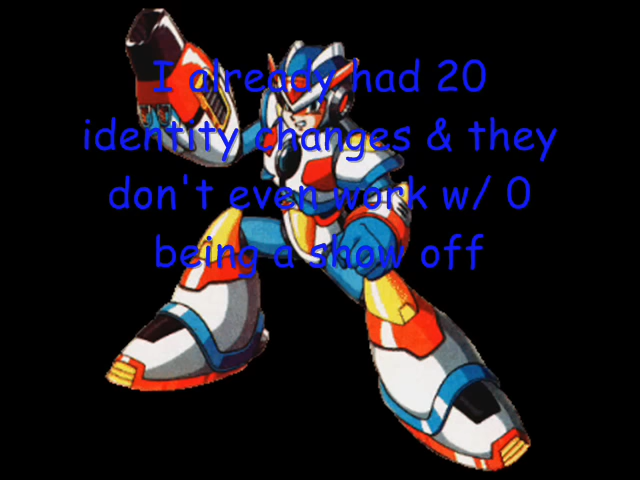 I already had 20
identity changes & they
don't even work w/ 0
being a show off